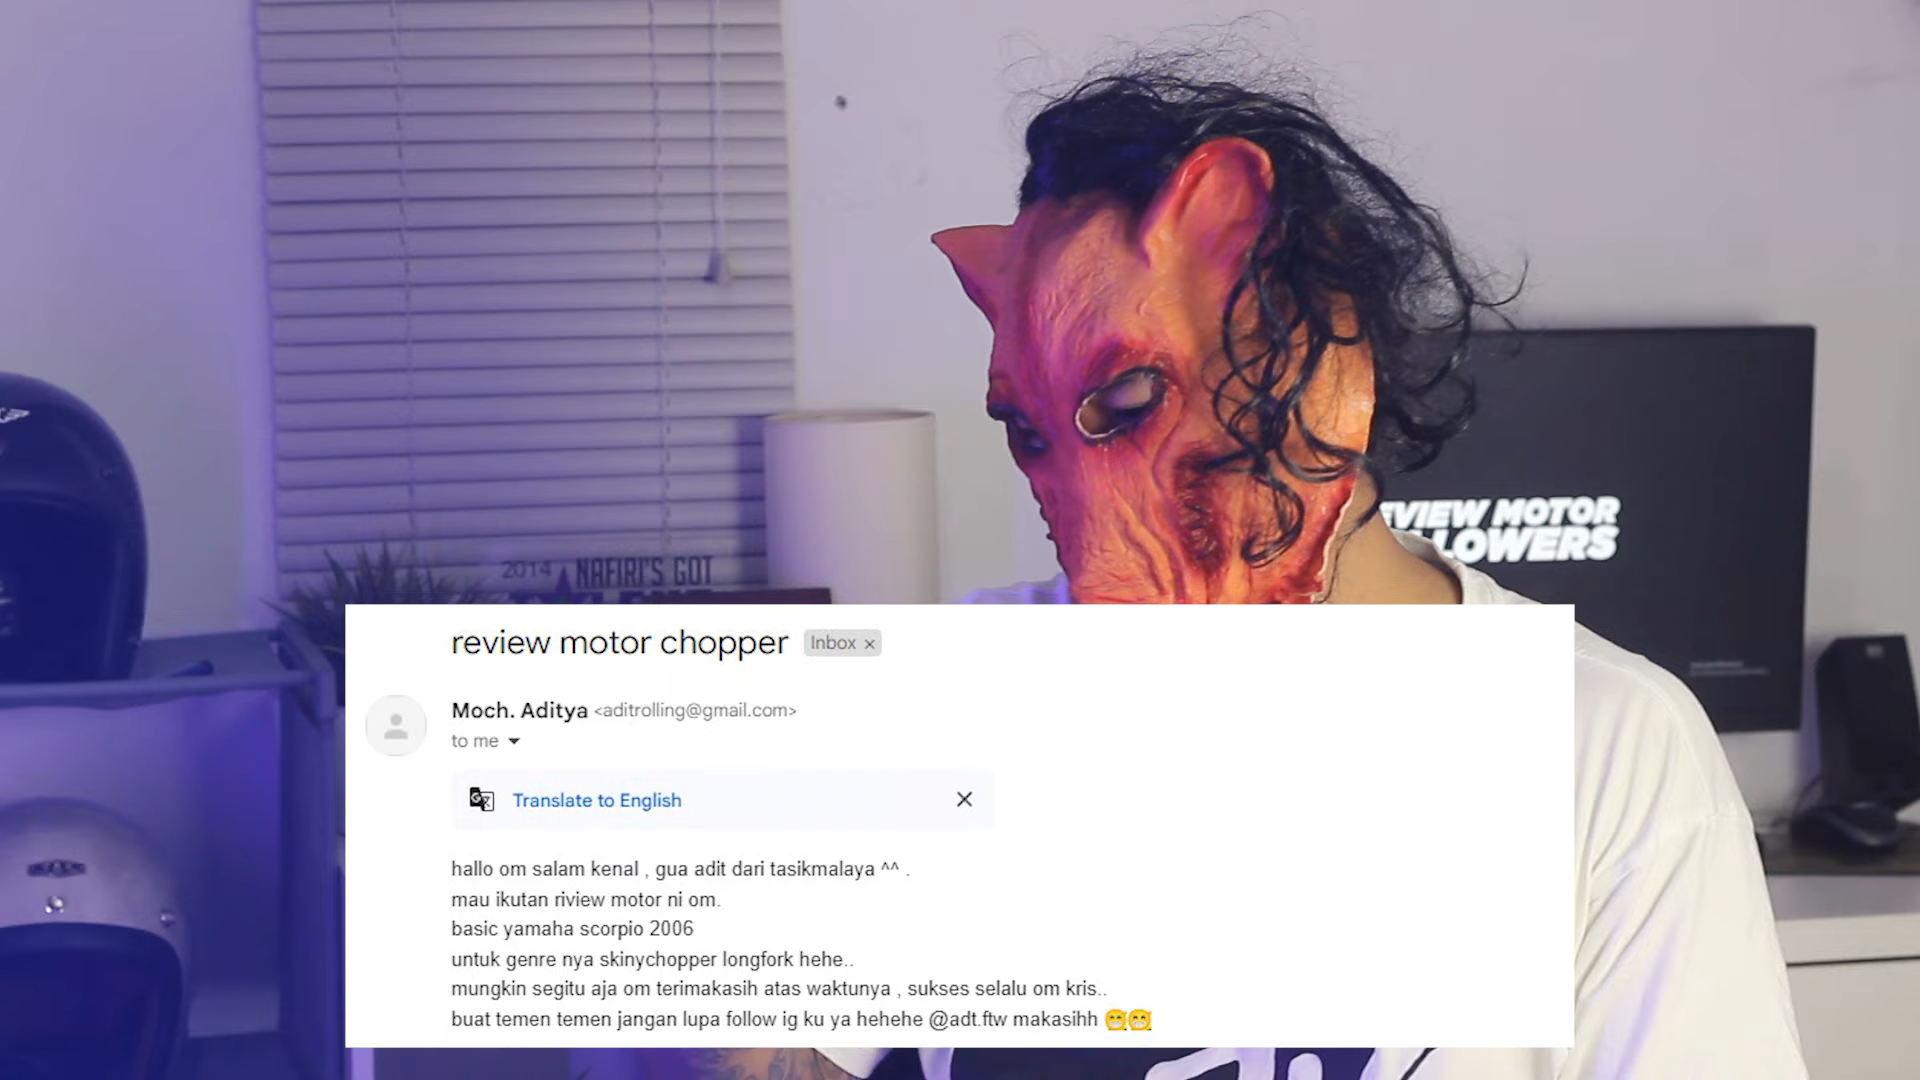 2014 NAFIRI'S GOT
EVIEW MOTOR
LLOWERS
review motor chopper Inbox ×
Moch. Aditya <aditrolling@gmail.com>
to me
Translate to English
hallo om salam kenal , gua adit dari tasikmalaya ^^ .
mau ikutan riview motor ni om.
basic yamaha scorpio 2006
untuk genre nya skinychopper longfork hehe..
mungkin segitu aja om terimakasih atas waktunya , sukses selalu om kris..
buat temen temen jangan lupa follow ig ku ya hehehe @adt.ftw makasihh 😁😁